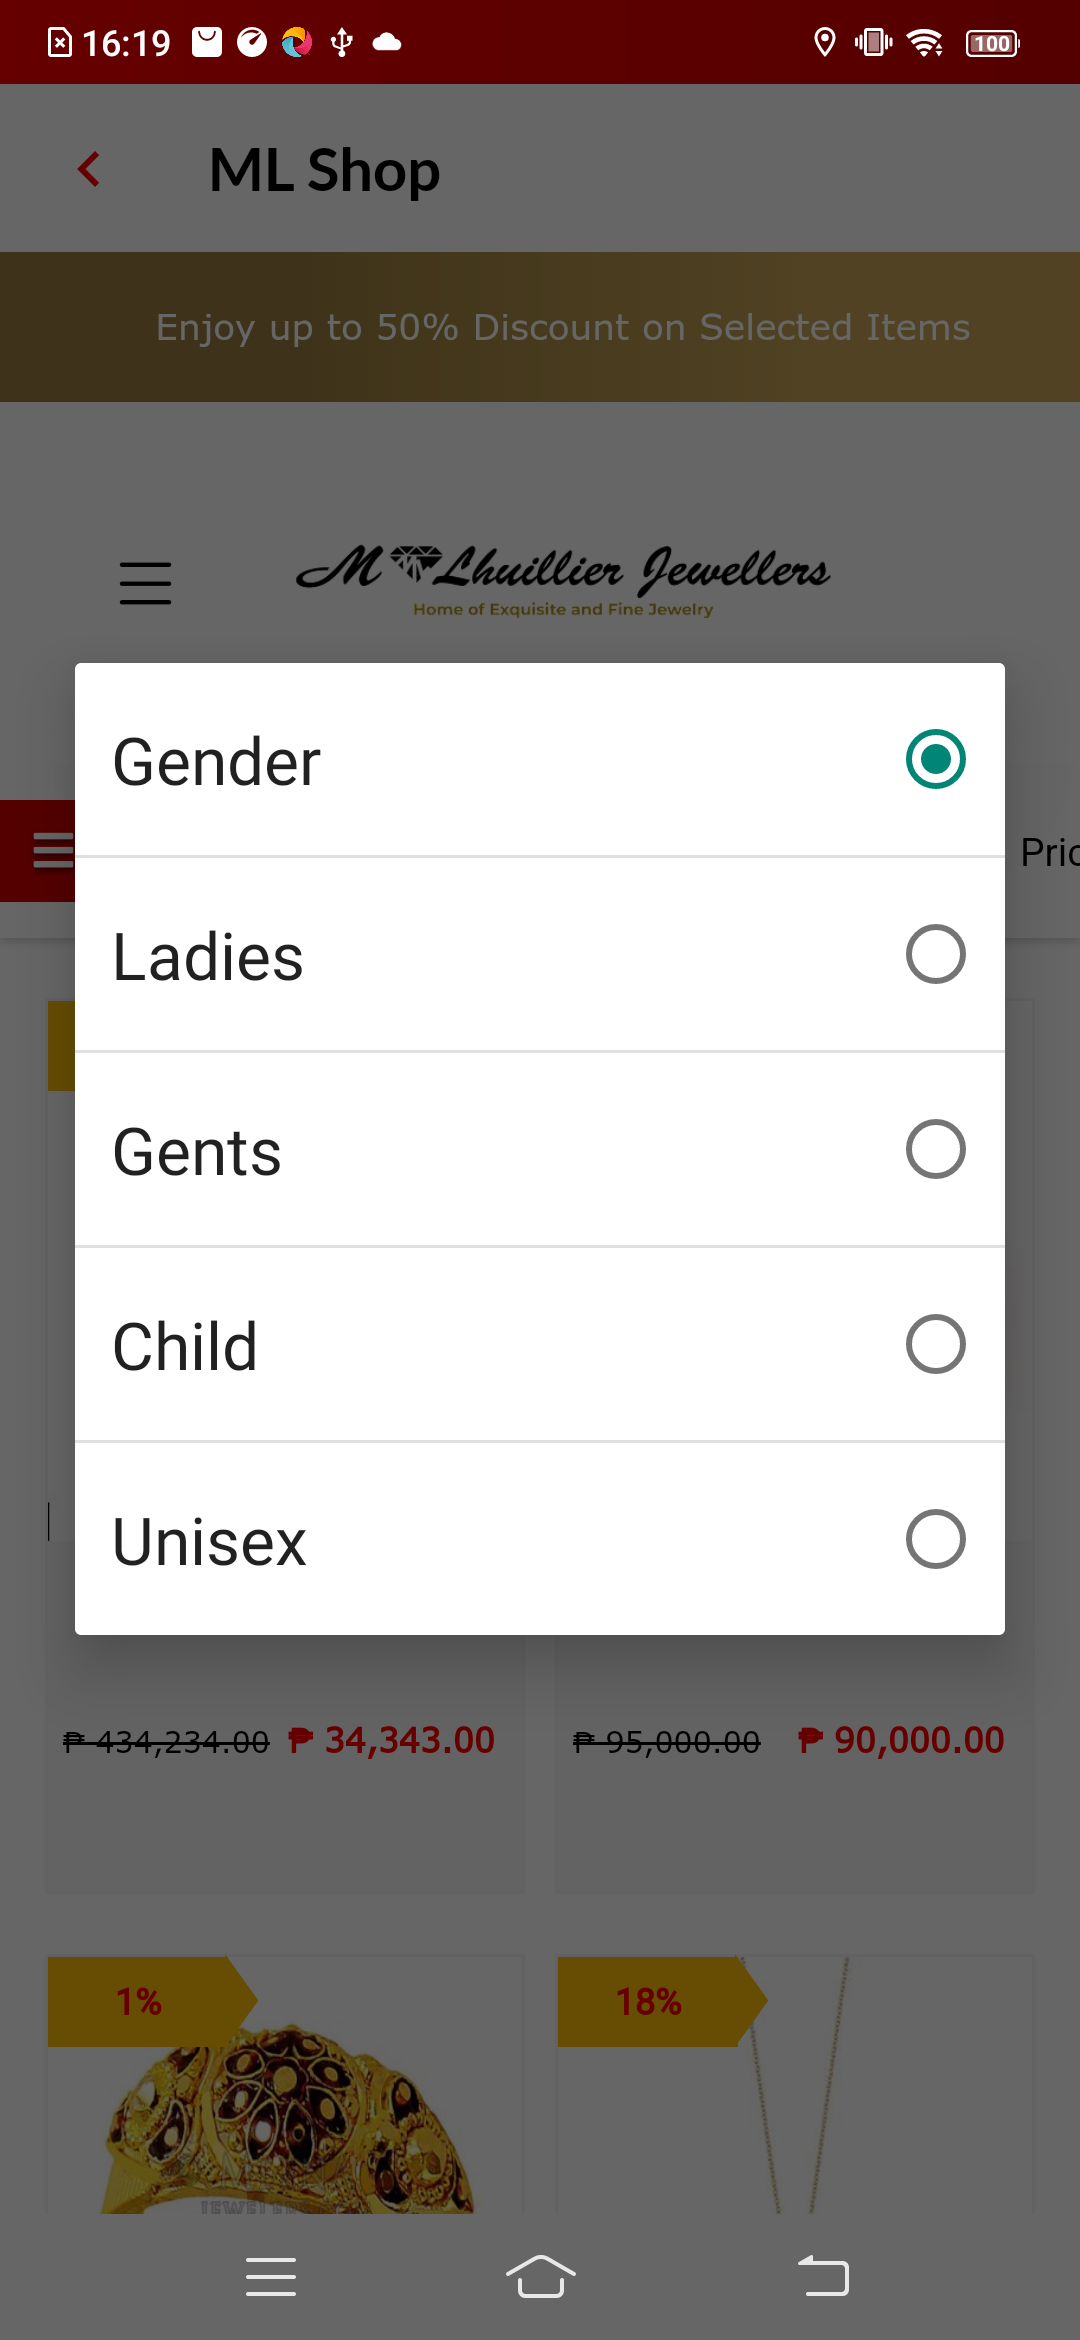 16:19
100
ML Shop
Enjoy up to 50% Discount on Selected Items
M Lhuillier Jewellers
Home of Exquisite and Fine Jewelry
Gender
Ladies
Gents
Child
Unisex
₱ 434,234.00 ₱ 34,343.00
₱ 95,000.00 ₱ 90,000.00
1%
18%